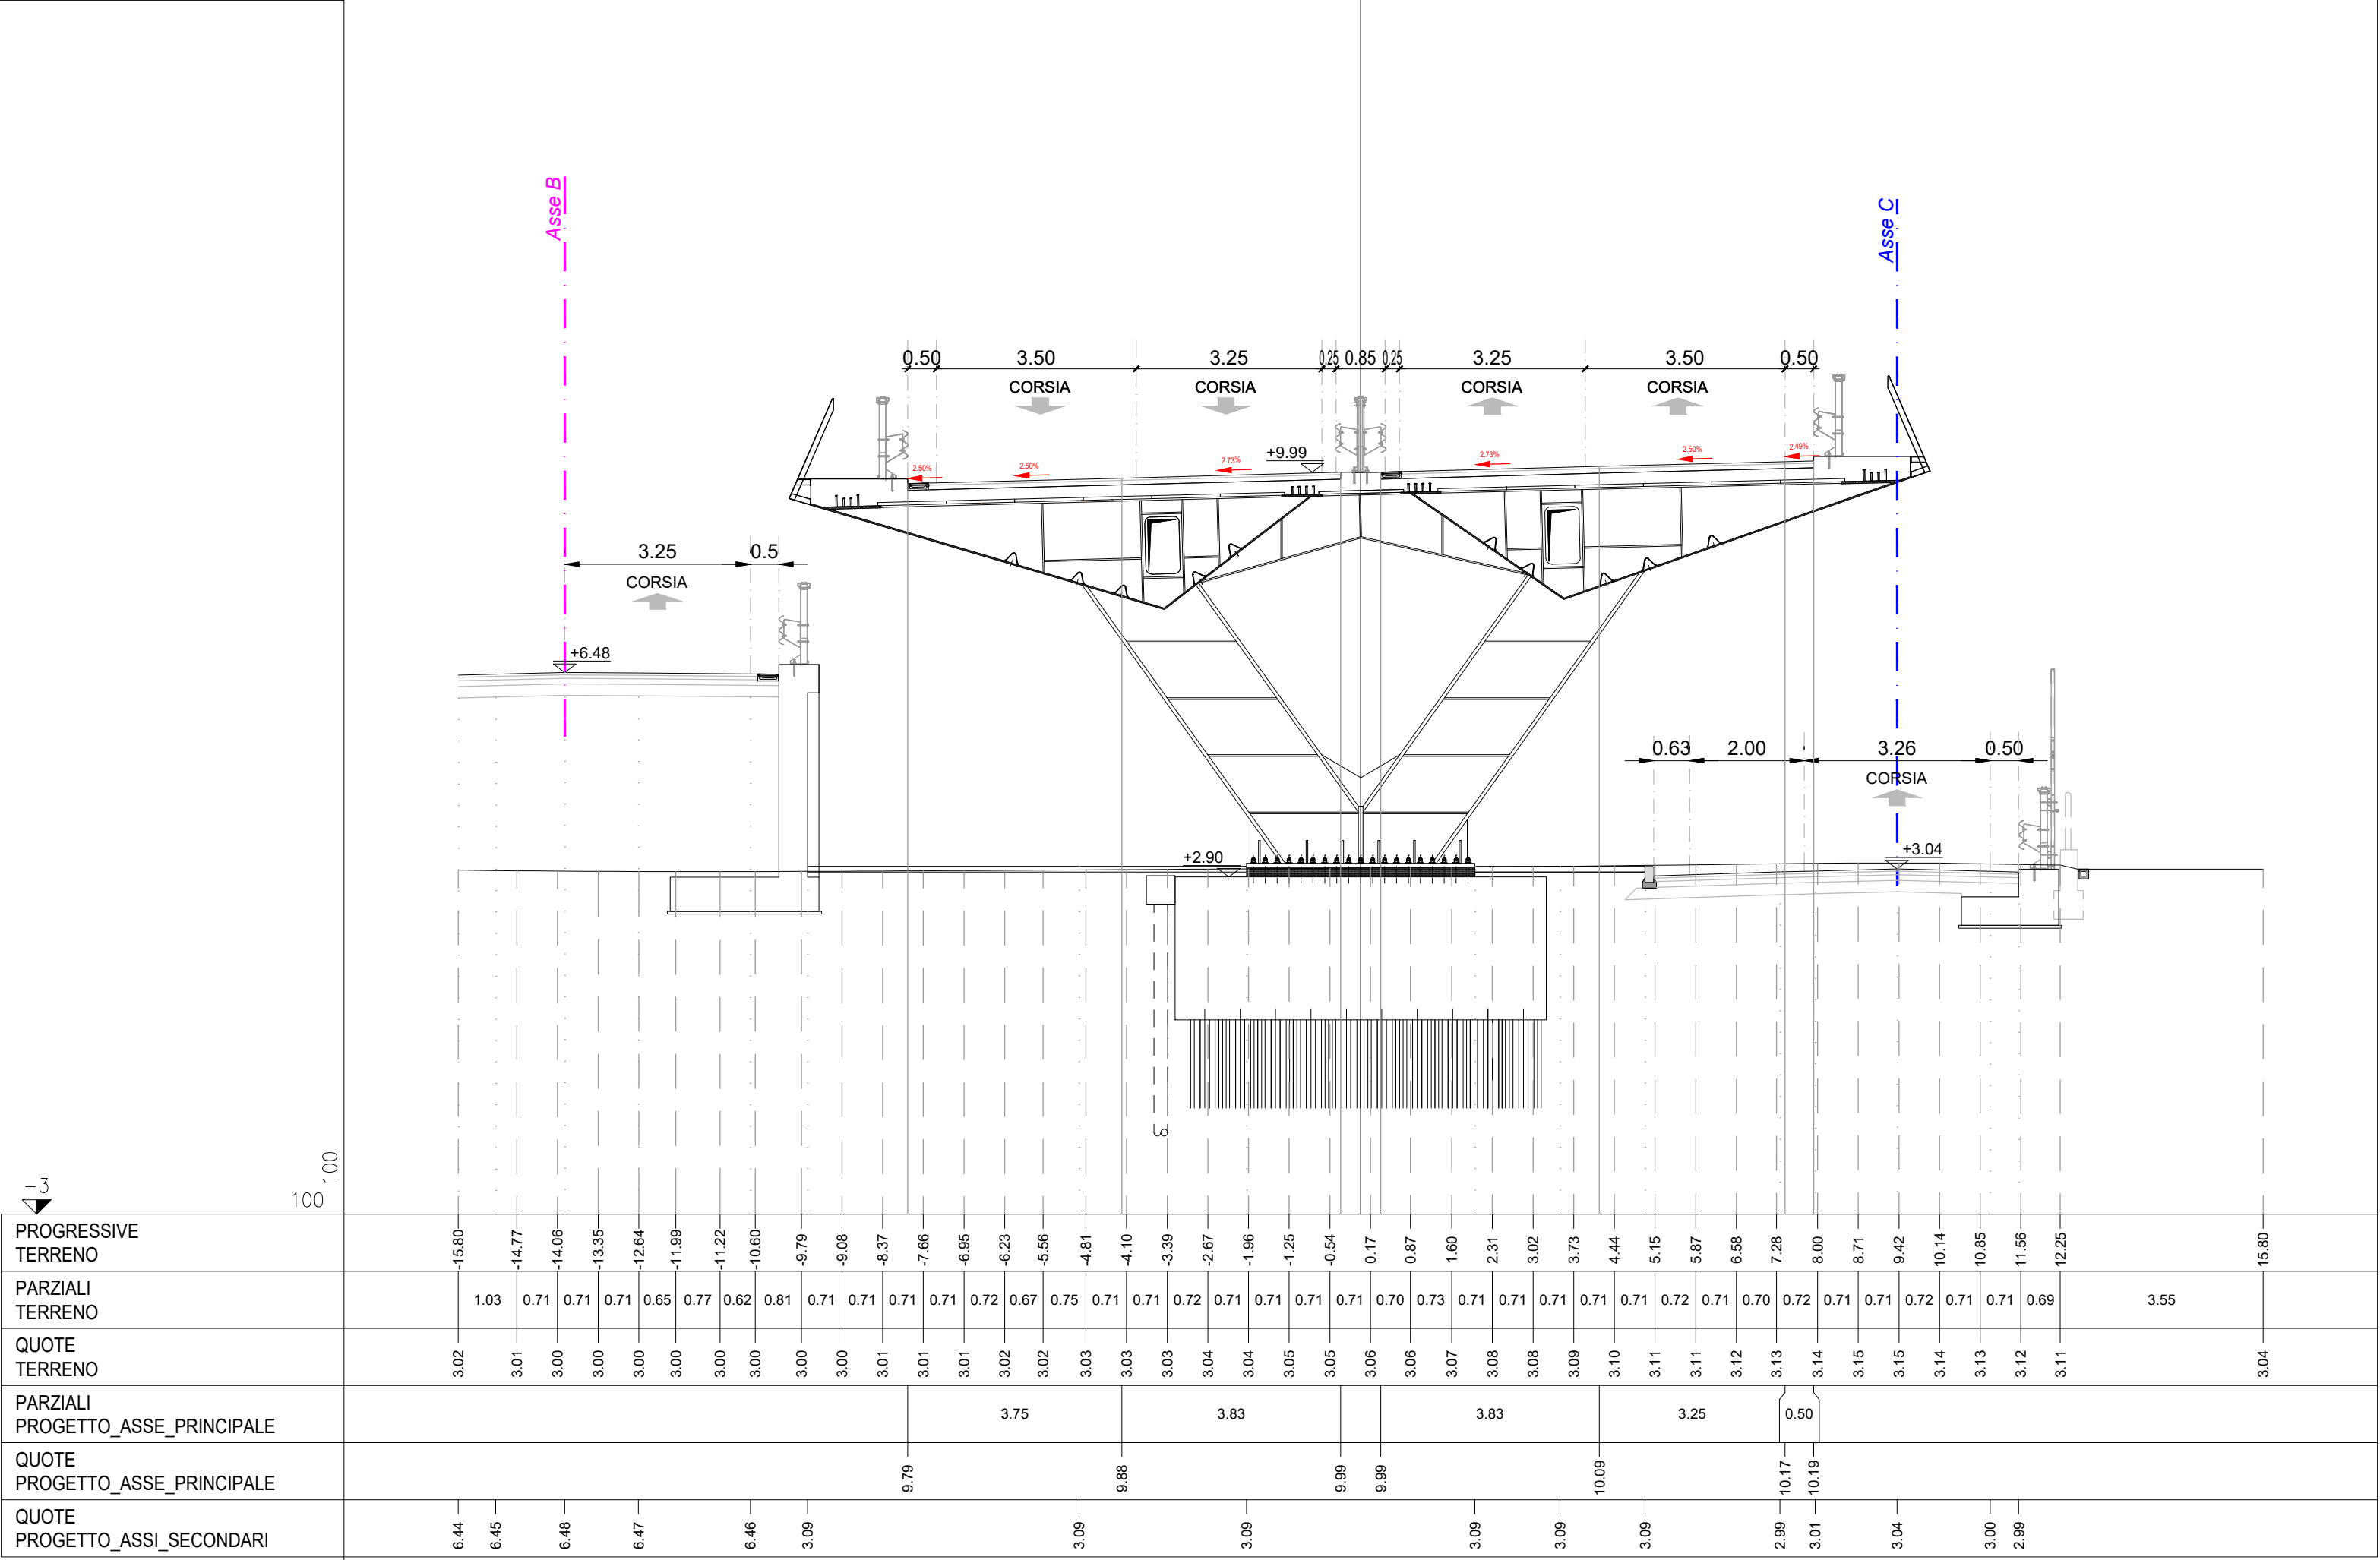 Asse B
Asse C
0.50 3.50 3.25 0.25 0.85 0.25 3.25 3.50 0.50
CORSIA CORSIA CORSIA CORSIA
2.50% 2.50% 2.73% +9.99 2.73% 2.50% 2.49%
3.25 0.5
CORSIA
+6.48
0.63 2.00 3.26 0.50
CORSIA
+2.90 +3.04
-3 100 100
PROGRESSIVE
TERRENO
-15.80 -14.77 -14.06 -13.35 -12.64 -11.99 -11.22 -10.60 -9.79 -9.08 -8.37 -7.66 -6.95 -6.23 -5.56 -4.81 -4.10 -3.39 -2.67 -1.96 -1.25 -0.54 0.17 0.87 1.60 2.31 3.02 3.73 4.44 5.15 5.87 6.58 7.28 8.00 8.71 9.42 10.14 10.85 11.56 12.25 15.80
PARZIALI
TERRENO
1.03 0.71 0.71 0.71 0.65 0.77 0.62 0.81 0.71 0.71 0.71 0.71 0.72 0.67 0.75 0.71 0.71 0.72 0.71 0.71 0.71 0.71 0.70 0.73 0.71 0.71 0.71 0.71 0.71 0.72 0.71 0.70 0.72 0.71 0.71 0.72 0.71 0.71 0.69 3.55
QUOTE
TERRENO
3.02 3.01 3.00 3.00 3.00 3.00 3.00 3.00 3.00 3.00 3.01 3.01 3.01 3.02 3.02 3.03 3.03 3.03 3.04 3.04 3.05 3.05 3.06 3.06 3.07 3.08 3.08 3.09 3.10 3.11 3.11 3.12 3.13 3.14 3.15 3.15 3.14 3.13 3.12 3.11 3.04
PARZIALI
PROGETTO_ASSE_PRINCIPALE
3.75 3.83 3.83 3.25 0.50
QUOTE
PROGETTO_ASSE_PRINCIPALE
9.79 9.88 9.99 9.99 10.09 10.17 10.19
QUOTE
PROGETTO_ASSI_SECONDARI
6.44 6.45 6.48 6.47 6.46 3.09 3.09 3.09 3.09 3.09 3.09 2.99 3.01 3.04 3.00 2.99